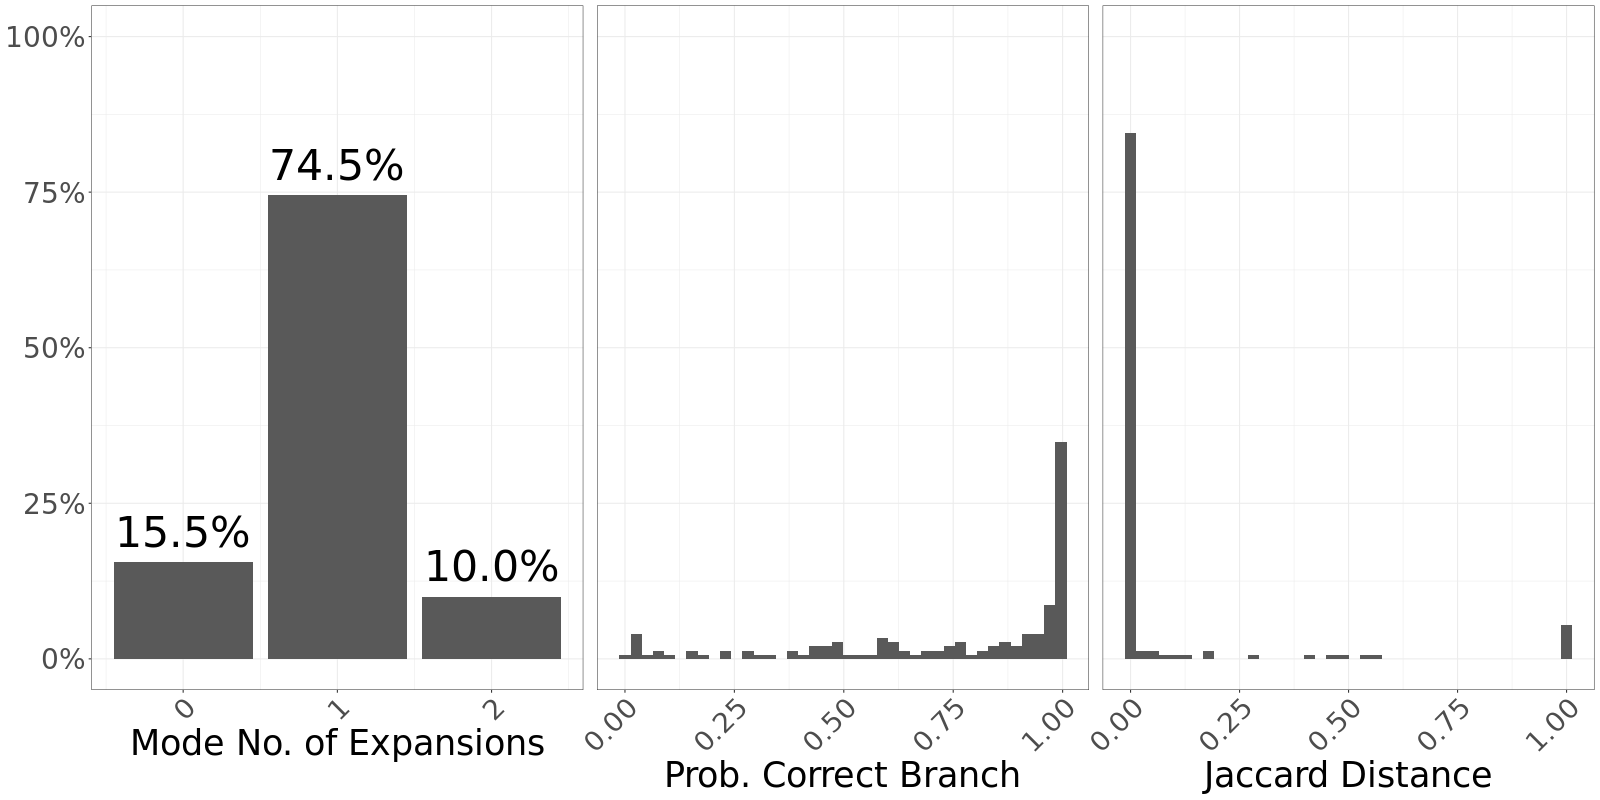 100%
75%
50%
25%
0%
15.5%
74.5%
10.0%
0 1 2
Mode No. of Expansions
0.00 0.25 0.50 0.75 1.00
Prob. Correct Branch
0.00 0.25 0.50 0.75 1.00
Jaccard Distance